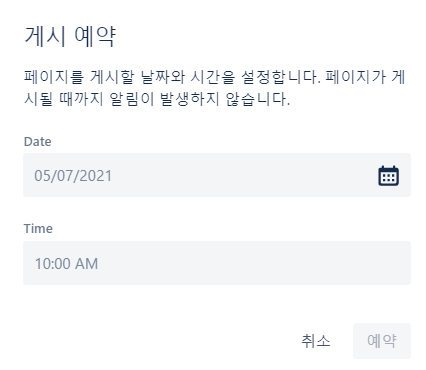 게시 예약
페이지를 게시할 날짜와 시간을 설정합니다. 페이지가 게
시될 때까지 알림이 발생하지 않습니다.
Date
05/07/2021
Time
10:00 AM
취소 예약